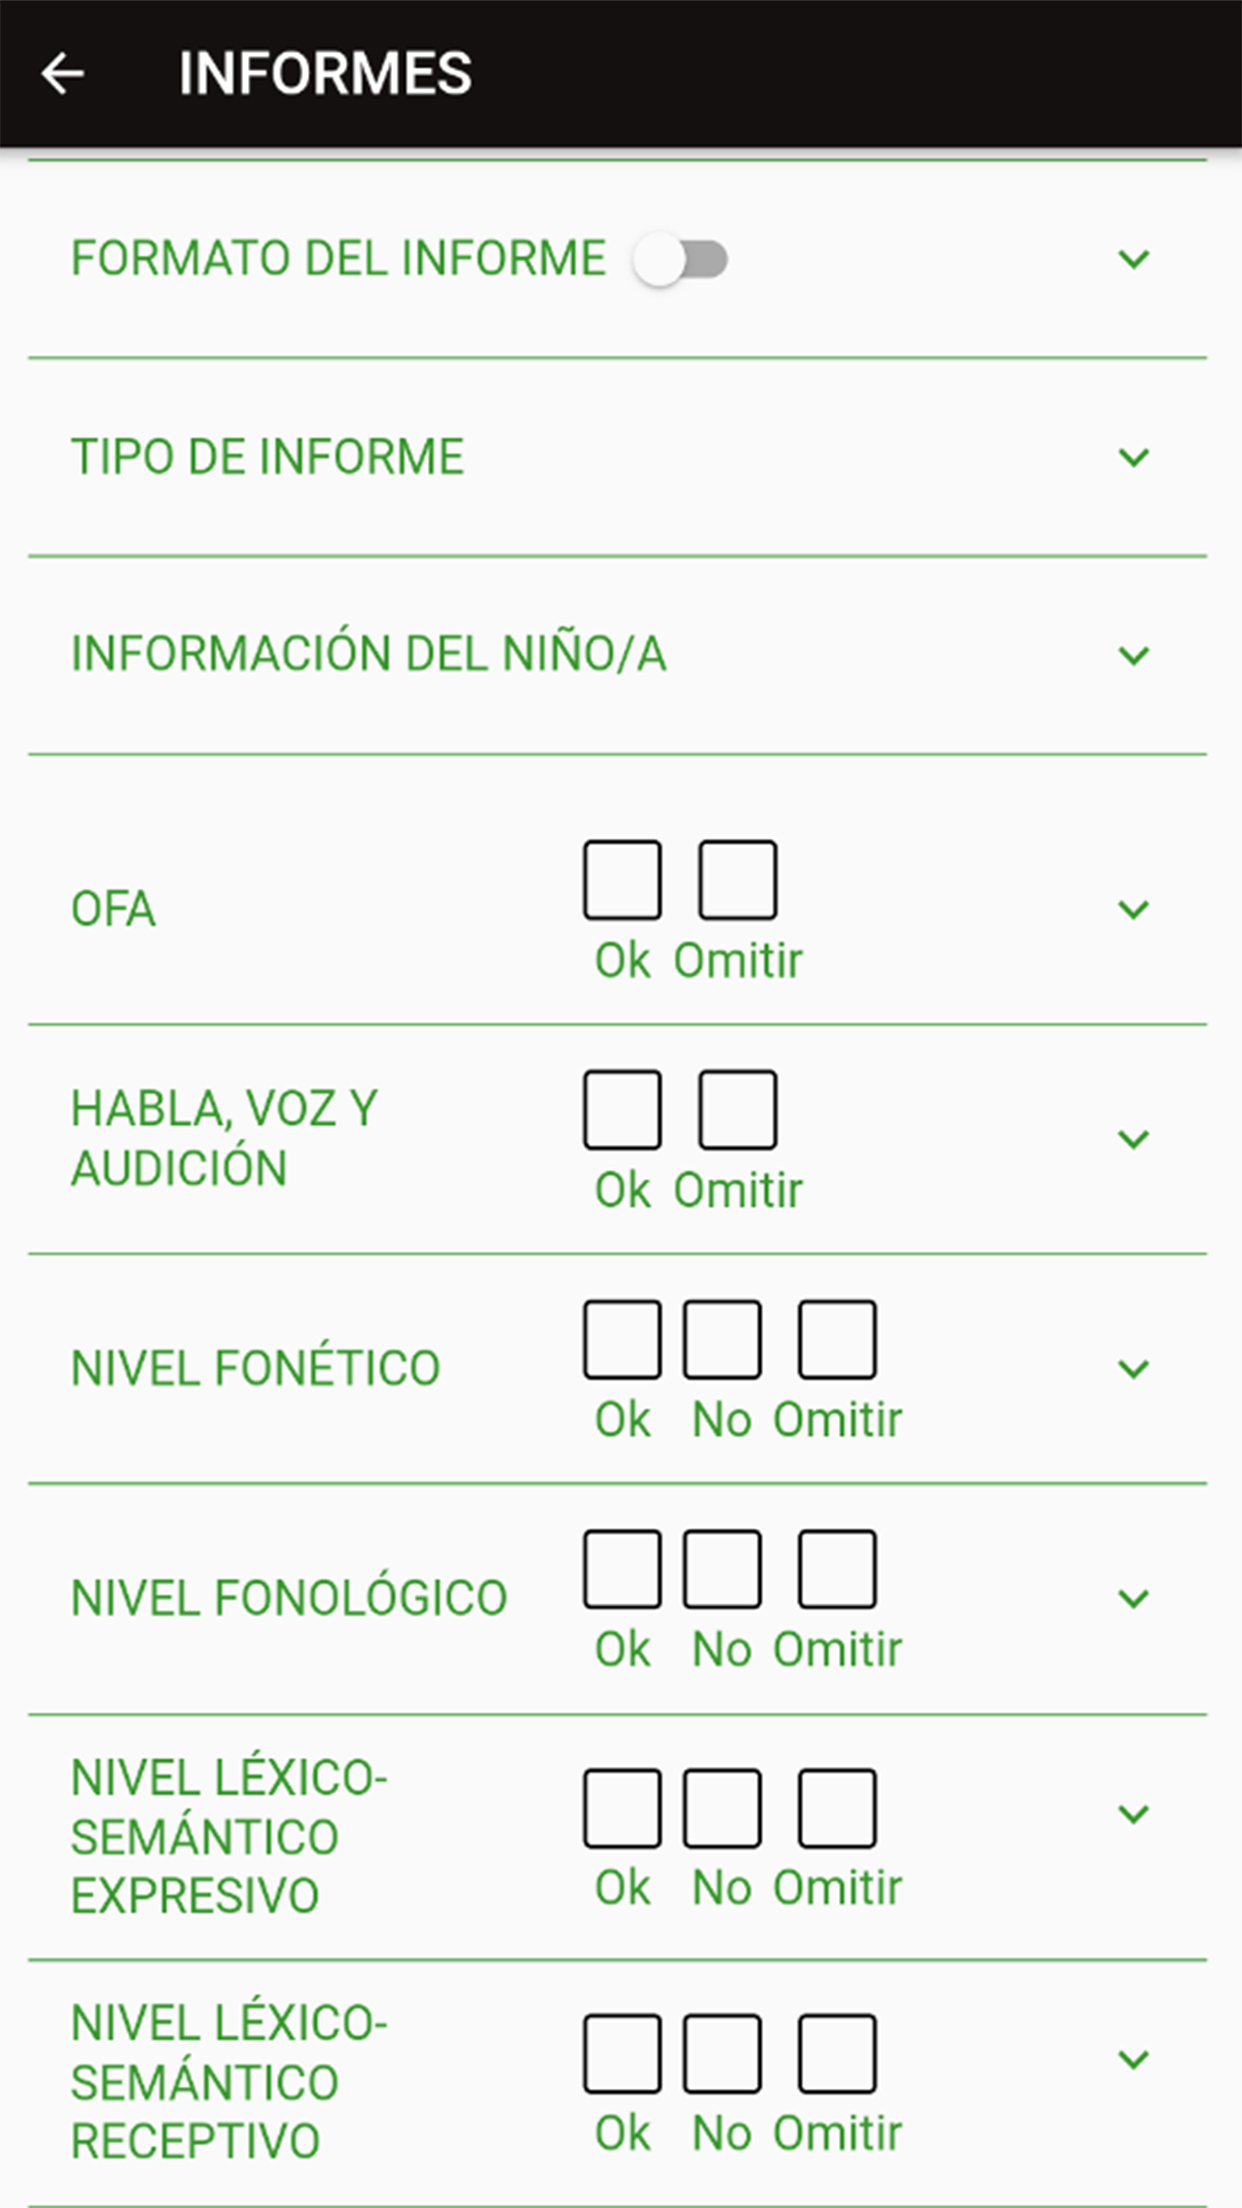 INFORMES
FORMATO DEL INFORME
TIPO DE INFORME
INFORMACIÓN DEL NIÑO/A
OFA
Ok Omitir
HABLA, VOZ Y
AUDICIÓN
Ok Omitir
NIVEL FONÉTICO
Ok No Omitir
NIVEL FONOLÓGICO
Ok No Omitir
NIVEL LÉXICO-
SEMÁNTICO
EXPRESIVO
Ok No Omitir
NIVEL LÉXICO-
SEMÁNTICO
RECEPTIVO
Ok No Omitir